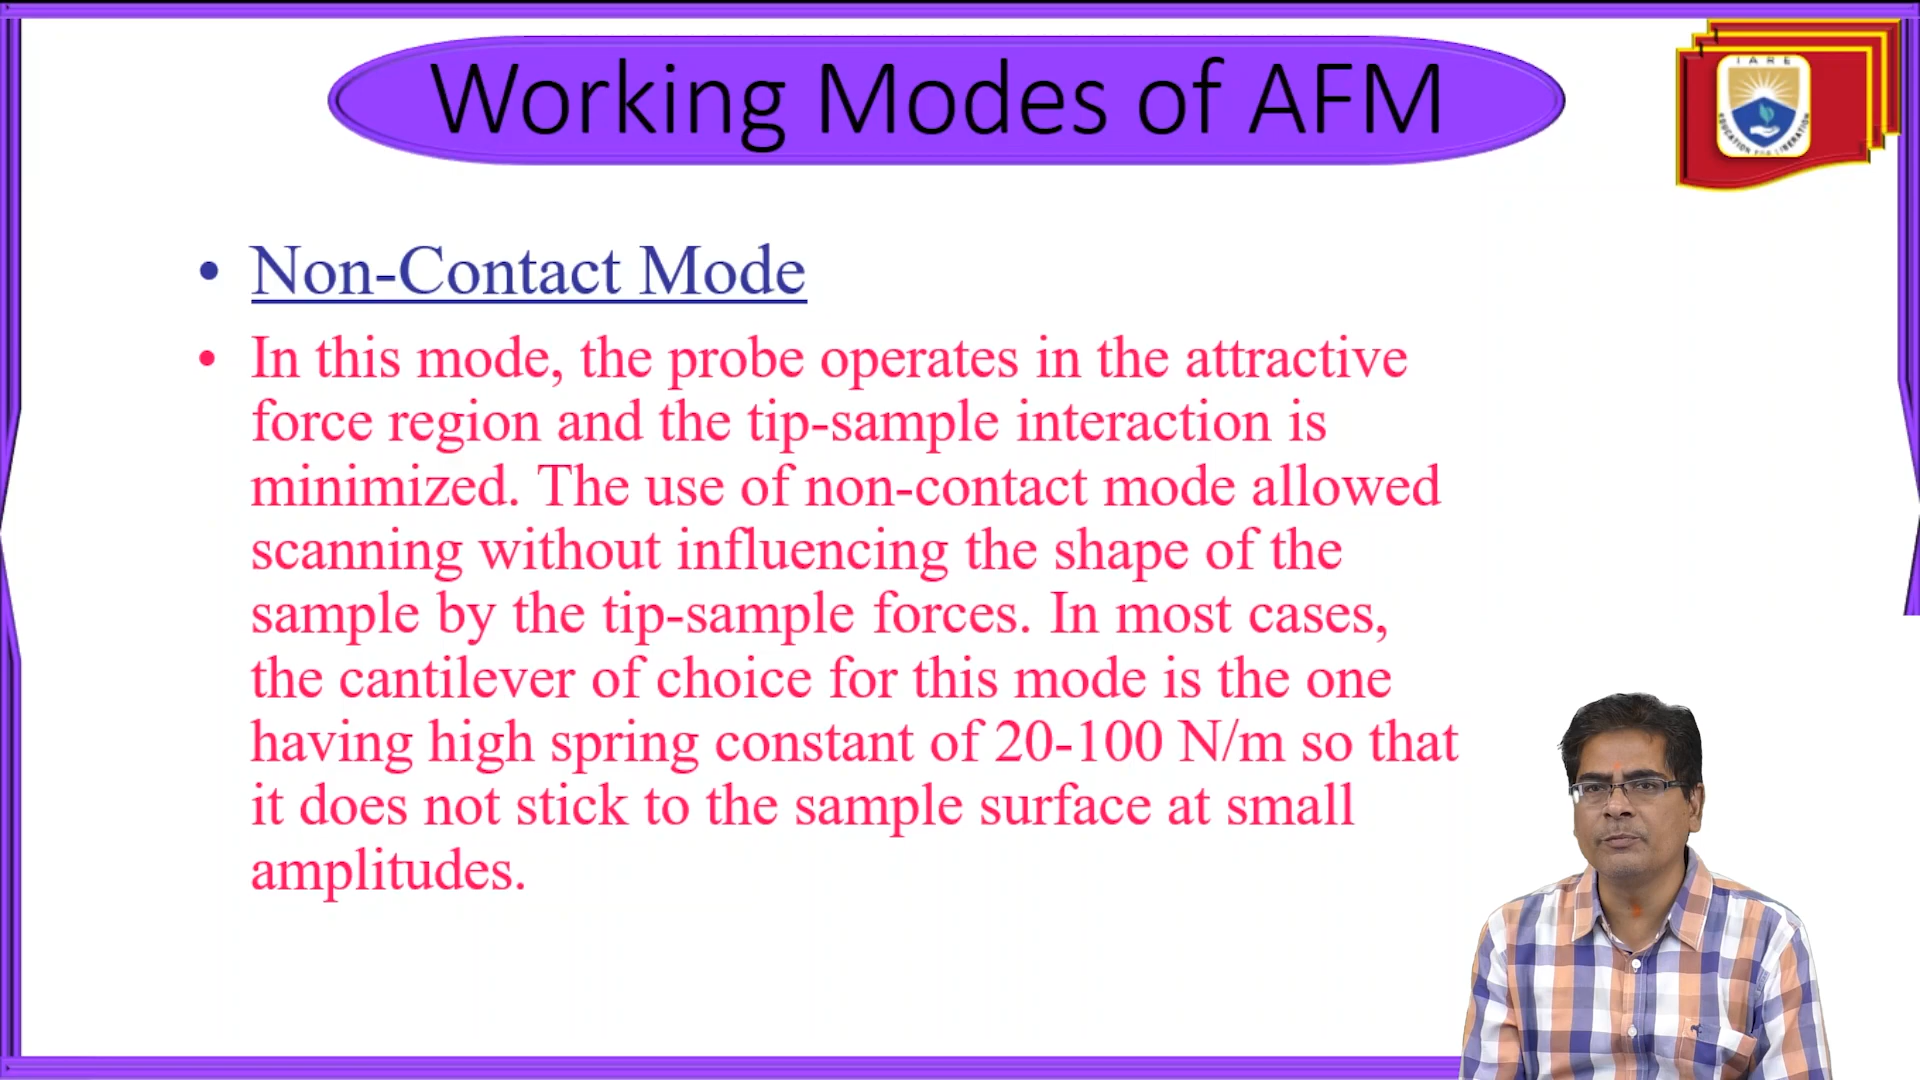 Working Modes of AFM
I A R E
EDUCATION FOR LIBERATION
• Non-Contact Mode
• In this mode, the probe operates in the attractive
force region and the tip-sample interaction is
minimized. The use of non-contact mode allowed
scanning without influencing the shape of the
sample by the tip-sample forces. In most cases,
the cantilever of choice for this mode is the one
having high spring constant of 20-100 N/m so that
it does not stick to the sample surface at small
amplitudes.